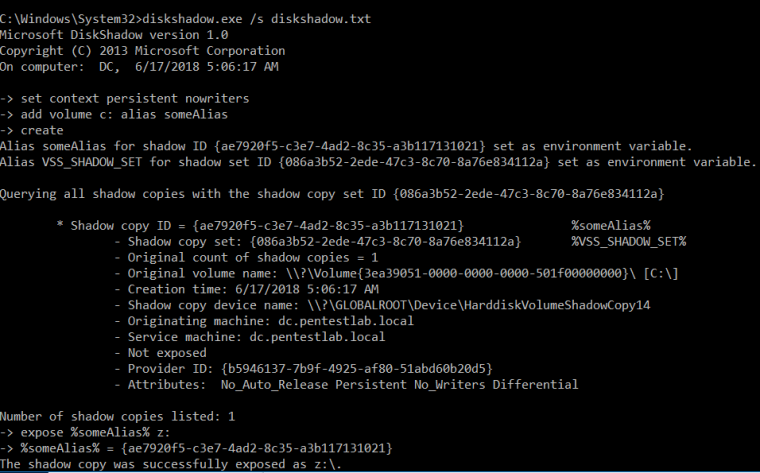 C:\Windows\System32>diskshadow.exe /s diskshadow.txt
Microsoft DiskShadow version 1.0
Copyright (C) 2013 Microsoft Corporation
On computer:  DC,  6/17/2018 5:06:17 AM
-> set context persistent nowriters
-> add volume c: alias someAlias
-> create
Alias someAlias for shadow ID {ae7920f5-c3e7-4ad2-8c35-a3b117131021} set as environment variable.
Alias VSS_SHADOW_SET for shadow set ID {086a3b52-2ede-47c3-8c70-8a76e834112a} set as environment variable.
Querying all shadow copies with the shadow copy set ID {086a3b52-2ede-47c3-8c70-8a76e834112a}
* Shadow copy ID = {ae7920f5-c3e7-4ad2-8c35-a3b117131021} %someAlias%
- Shadow copy set: {086a3b52-2ede-47c3-8c70-8a76e834112a} %VSS_SHADOW_SET%
- Original count of shadow copies = 1
- Original volume name: \\?\Volume{3ea39051-0000-0000-0000-501f00000000}\ [C:\]
- Creation time: 6/17/2018 5:06:17 AM
- Shadow copy device name: \\?\GLOBALROOT\Device\HarddiskVolumeShadowCopy14
- Originating machine: dc.pentestlab.local
- Service machine: dc.pentestlab.local
- Not exposed
- Provider ID: {b5946137-7b9f-4925-af80-51abd60b20d5}
- Attributes:  No_Auto_Release Persistent No_Writers Differential
Number of shadow copies listed: 1
-> expose %someAlias% z:
-> %someAlias% = {ae7920f5-c3e7-4ad2-8c35-a3b117131021}
The shadow copy was successfully exposed as z:\.